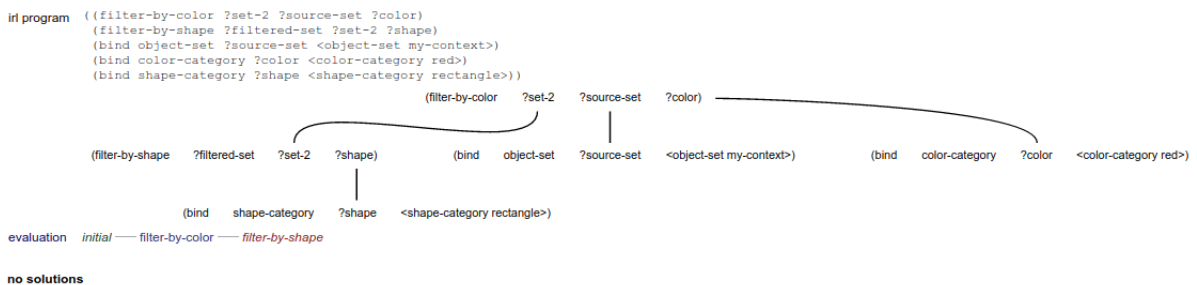 irl program ((filter-by-color ?set-2 ?source-set ?color)
(filter-by-shape ?filtered-set ?set-2 ?shape)
(bind object-set ?source-set <object-set my-context>)
(bind color-category ?color <color-category red>)
(bind shape-category ?shape <shape-category rectangle>))
(filter-by-color ?set-2 ?source-set ?color)
(filter-by-shape ?filtered-set ?set-2 ?shape) (bind object-set ?source-set <object-set my-context>) (bind color-category ?color <color-category red>)
(bind shape-category ?shape <shape-category rectangle>)
evaluation initial filter-by-color filter-by-shape
no solutions